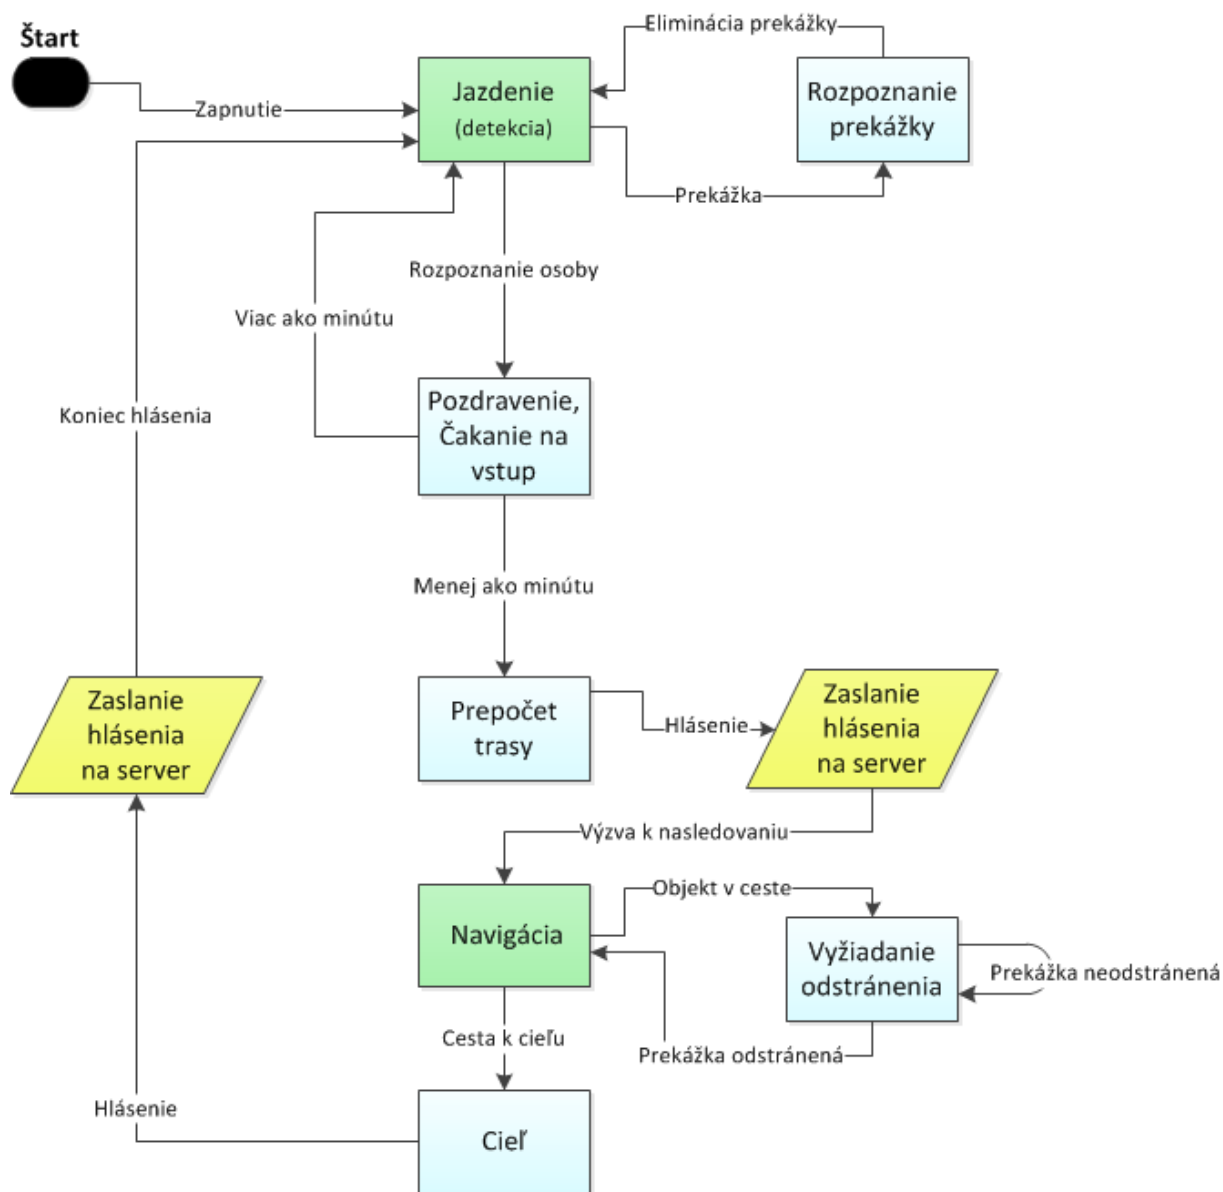 Štart
Zapnutie
Jazdenie
(detekcia)
Eliminácia prekážky
Rozpoznanie
prekážky
Prekážka
Rozpoznanie osoby
Viac ako minútu
Koniec hlásenia
Pozdravenie,
Čakanie na
vstup
Menej ako minútu
Zaslanie
hlásenia
na server
Prepočet
trasy
Hlásenie
Zaslanie
hlásenia
na server
Výzva k nasledovaniu
Navigácia
Objekt v ceste
Vyžiadanie
odstránenia
Prekážka neodstránená
Prekážka odstránená
Cesta k cieľu
Hlásenie
Cieľ